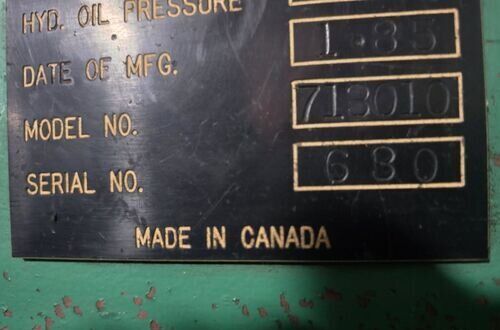 HYD. OIL PRESSURE
DATE OF MFG. 1.85
MODEL NO. 713010
SERIAL NO. 680
MADE IN CANADA